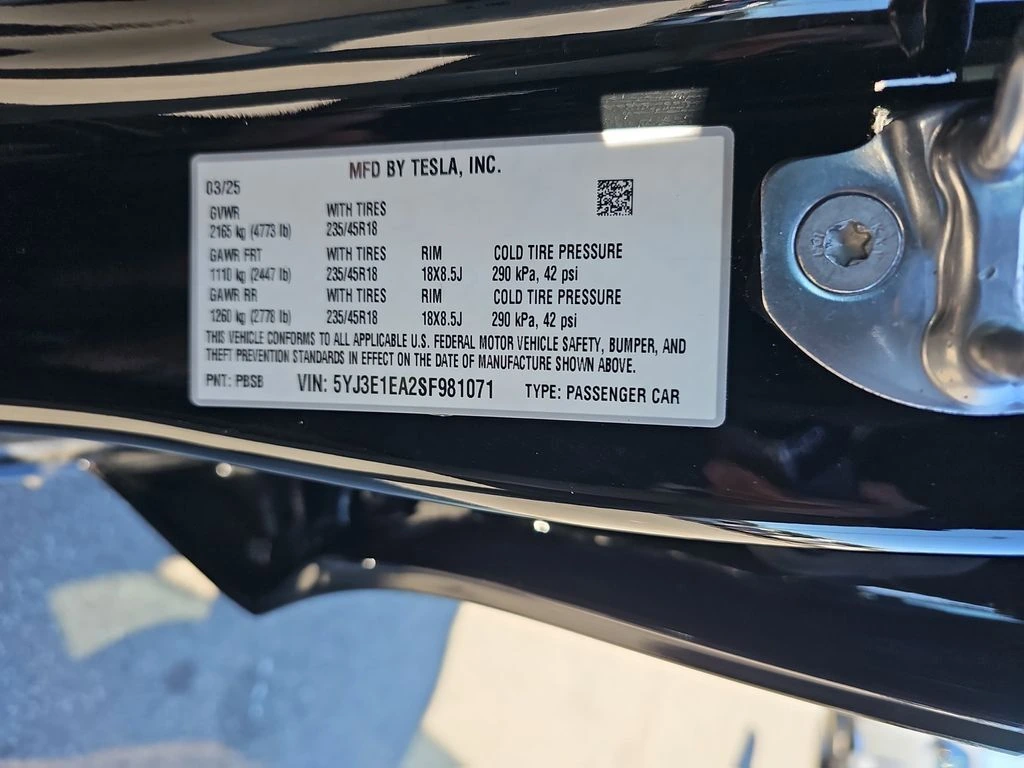 MFD BY TESLA, INC.
03/25
GVWR WITH TIRES
2165 kg (4773 lb) 235/45R18
GAWR FRT WITH TIRES RIM COLD TIRE PRESSURE
1110 kg (2447 lb) 235/45R18 18X8.5J 290 kPa, 42 psi
GAWR RR WITH TIRES RIM COLD TIRE PRESSURE
1260 kg (2778 lb) 235/45R18 18X8.5J 290 kPa, 42 psi
THIS VEHICLE CONFORMS TO ALL APPLICABLE U.S. FEDERAL MOTOR VEHICLE SAFETY, BUMPER, AND
THEFT PREVENTION STANDARDS IN EFFECT ON THE DATE OF MANUFACTURE SHOWN ABOVE.
PNT: PBSB VIN: 5YJ3E1EA2SF981071 TYPE: PASSENGER CAR